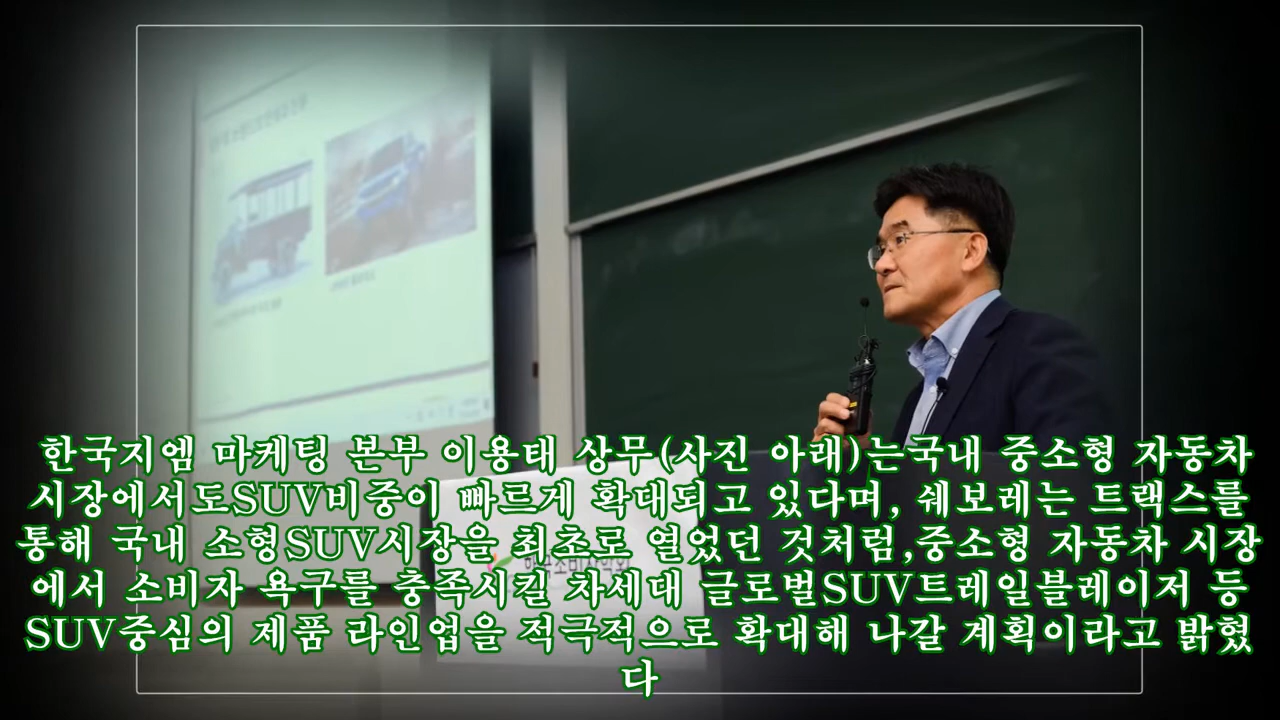 한국지엠 마케팅 본부 이용태 상무(사진 아래)는국내 중소형 자동차
시장에서도SUV비중이 빠르게 확대되고 있다며, 쉐보레는 트랙스를
통해 국내 소형SUV시장을 최초로 열었던 것처럼,중소형 자동차 시장
에서 소비자 욕구를 충족시킬 차세대 글로벌SUV트레일블레이저 등
SUV중심의 제품 라인업을 적극적으로 확대해 나갈 계획이라고 밝혔
다